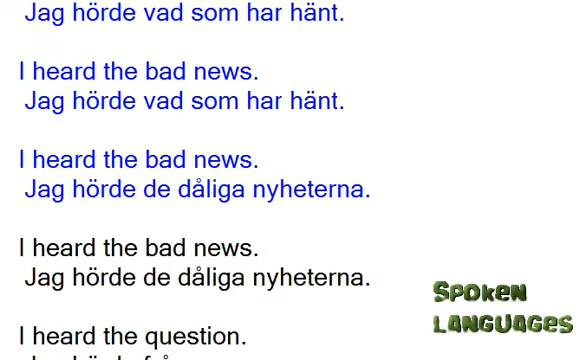 Jag hörde vad som har hänt.
I heard the bad news.
Jag hörde vad som har hänt.
I heard the bad news.
Jag hörde de dåliga nyheterna.
I heard the bad news.
Jag hörde de dåliga nyheterna.
I heard the question.
SPOKEN
LANGUAGES